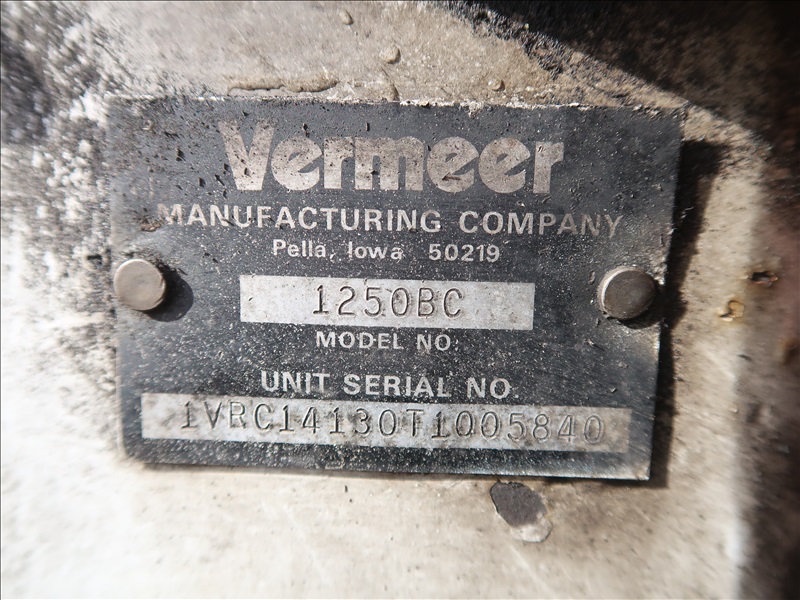 Vermeer
MANUFACTURING COMPANY
Pella, Iowa 50219
1250BC
MODEL NO.
UNIT SERIAL NO.
1VRC14130T1005840